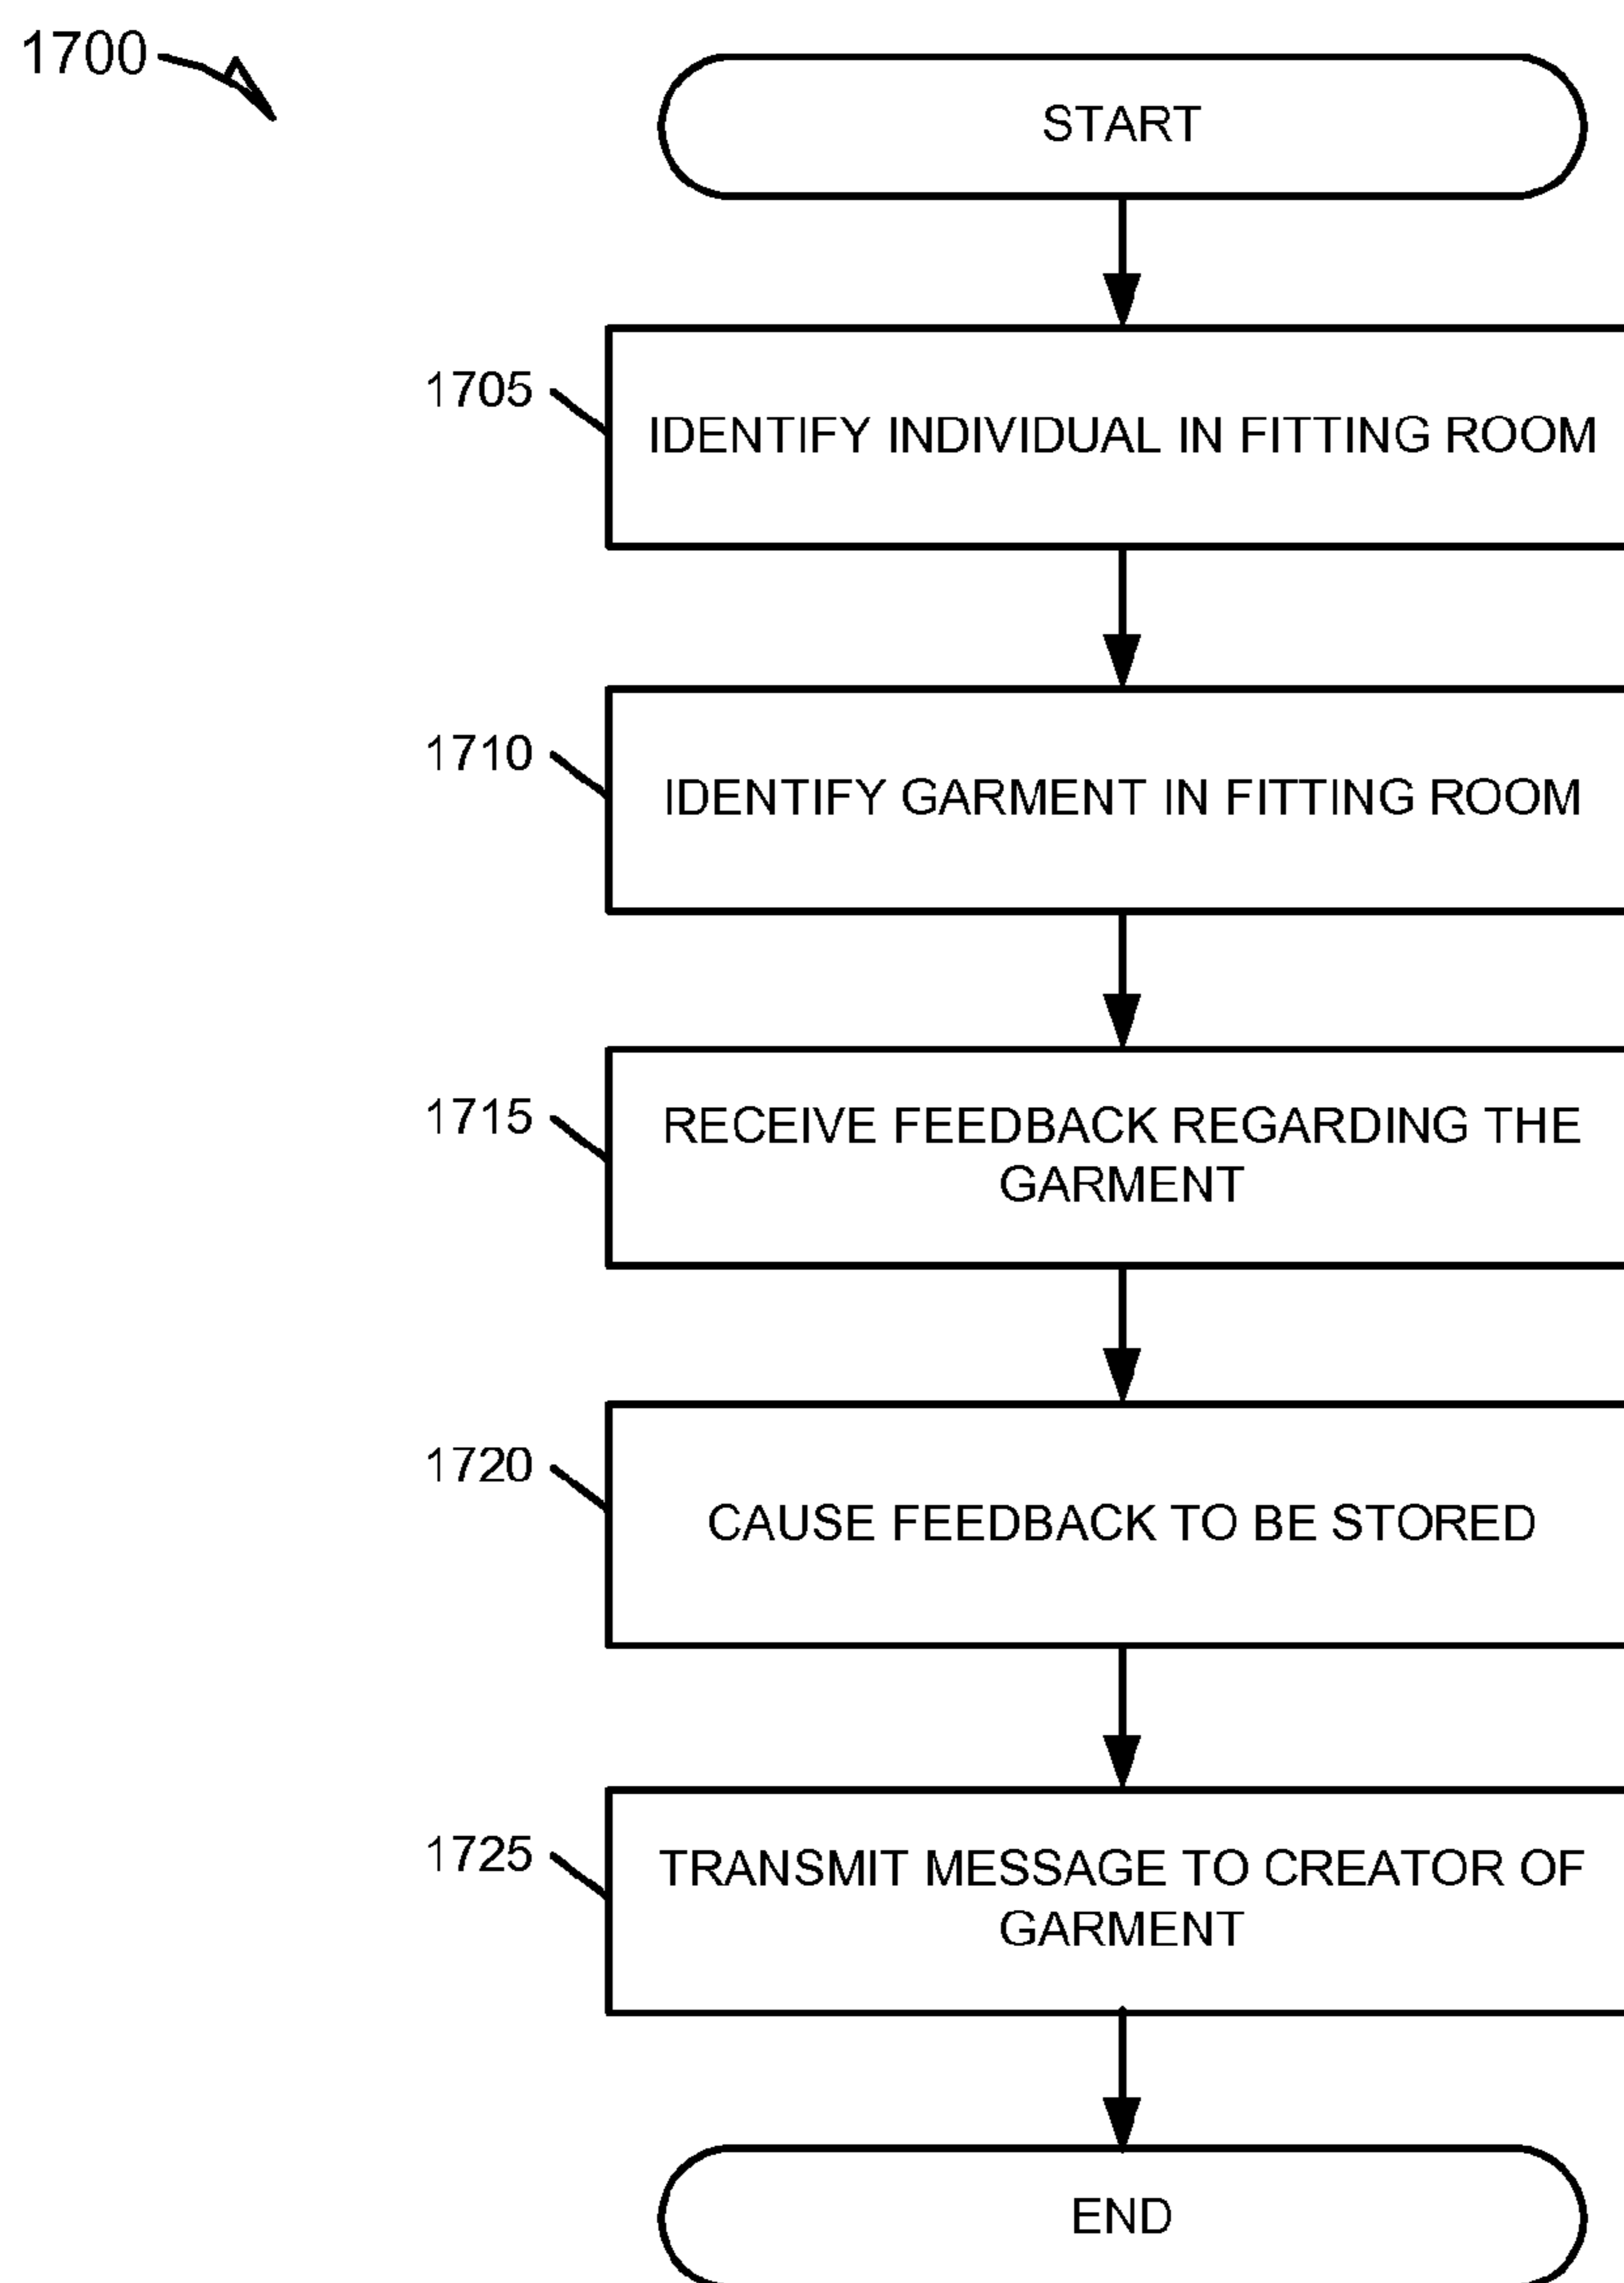 1700
START
1705
IDENTIFY INDIVIDUAL IN FITTING ROOM
1710
IDENTIFY GARMENT IN FITTING ROOM
1715
RECEIVE FEEDBACK REGARDING THE
GARMENT
1720
CAUSE FEEDBACK TO BE STORED
1725
TRANSMIT MESSAGE TO CREATOR OF
GARMENT
END